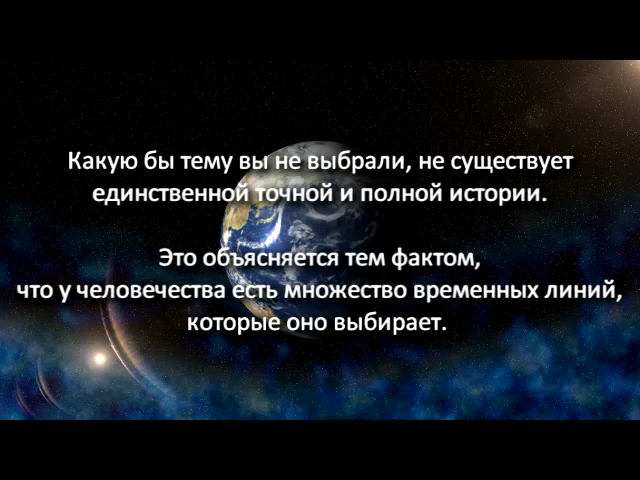 Какую бы тему вы не выбрали, не существует
единственной точной и полной истории.
Это объясняется тем фактом,
что у человечества есть множество временных линий,
которые оно выбирает.